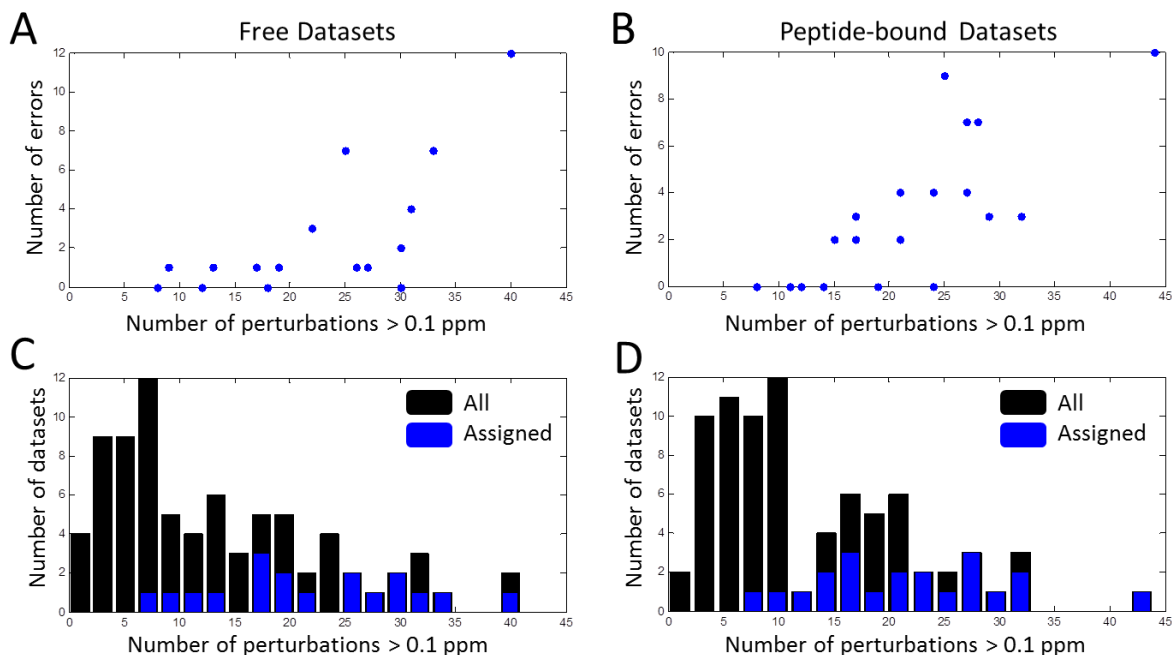 A
Free Datasets
Number of errors
12
10
8
6
4
2
0
0 5 10 15 20 25 30 35 40 45
Number of perturbations > 0.1 ppm
B
Peptide-bound Datasets
Number of errors
10
8
6
4
2
0
0 5 10 15 20 25 30 35 40 45
Number of perturbations > 0.1 ppm
C
Number of datasets
12
10
8
6
4
2
0
All
Assigned
0 5 10 15 20 25 30 35 40 45
Number of perturbations > 0.1 ppm
D
Number of datasets
12
10
8
6
4
2
0
All
Assigned
0 5 10 15 20 25 30 35 40 45
Number of perturbations > 0.1 ppm